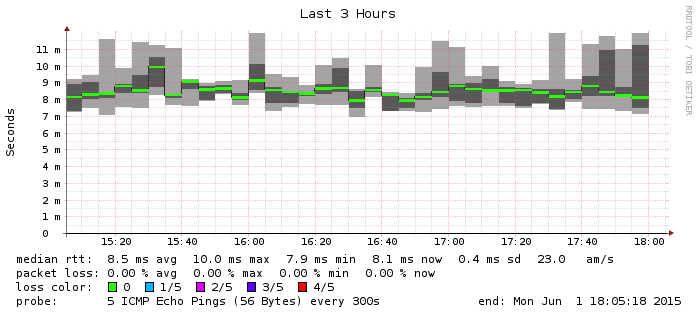 Last 3 Hours
RRDTOOL / TOBI OETIKER
Seconds
11 m
10 m
9 m
8 m
7 m
6 m
5 m
4 m
3 m
2 m
1 m
0
15:20 15:40 16:00 16:20 16:40 17:00 17:20 17:40 18:00
median rtt: 8.5 ms avg 10.0 ms max 7.9 ms min 8.1 ms now 0.4 ms sd 23.0 am/s
packet loss: 0.00 % avg 0.00 % max 0.00 % min 0.00 % now
loss color: 0 1/5 2/5 3/5 4/5
probe: 5 ICMP Echo Pings (56 Bytes) every 300s end: Mon Jun 1 18:05:18 2015